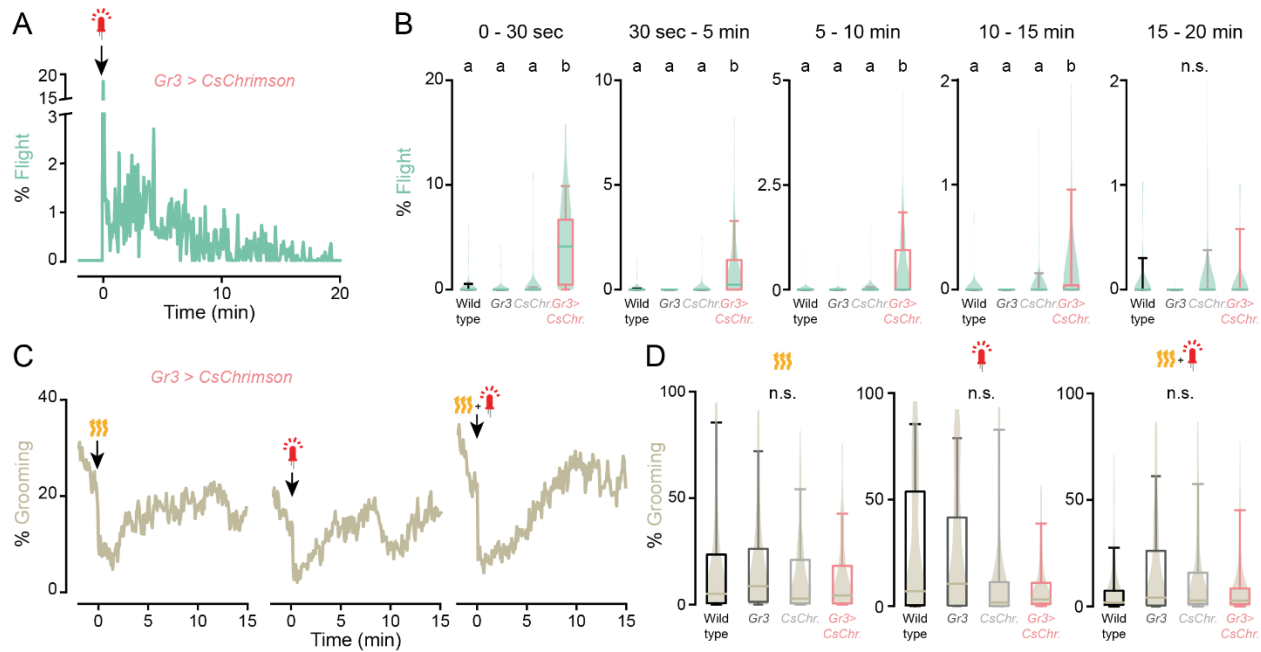 A
Gr3 > CsChrimson
20
15
3
2
1
0
% Flight
0
10
20
Time (min)
B
0 - 30 sec
30 sec - 5 min
5 - 10 min
10 - 15 min
15 - 20 min
a a a b
a a a b
a a a b
a a a b
n.s.
% Flight
20
10
0
10
5
0
5
2.5
0
2
1
0
2
1
0
Wild type
Gr3
CsChr.
Gr3> CsChr.
Wild type
Gr3
CsChr.
Gr3> CsChr.
Wild type
Gr3
CsChr.
Gr3> CsChr.
Wild type
Gr3
CsChr.
Gr3> CsChr.
Wild type
Gr3
CsChr.
Gr3> CsChr.
C
Gr3 > CsChrimson
+
40
20
0
% Grooming
0 5 10 15
0 5 10 15
0 5 10 15
Time (min)
D
+
n.s.
n.s.
n.s.
% Grooming
100
50
0
100
50
0
100
50
0
Wild type
Gr3
CsChr.
Gr3> CsChr.
Wild type
Gr3
CsChr.
Gr3> CsChr.
Wild type
Gr3
CsChr.
Gr3> CsChr.